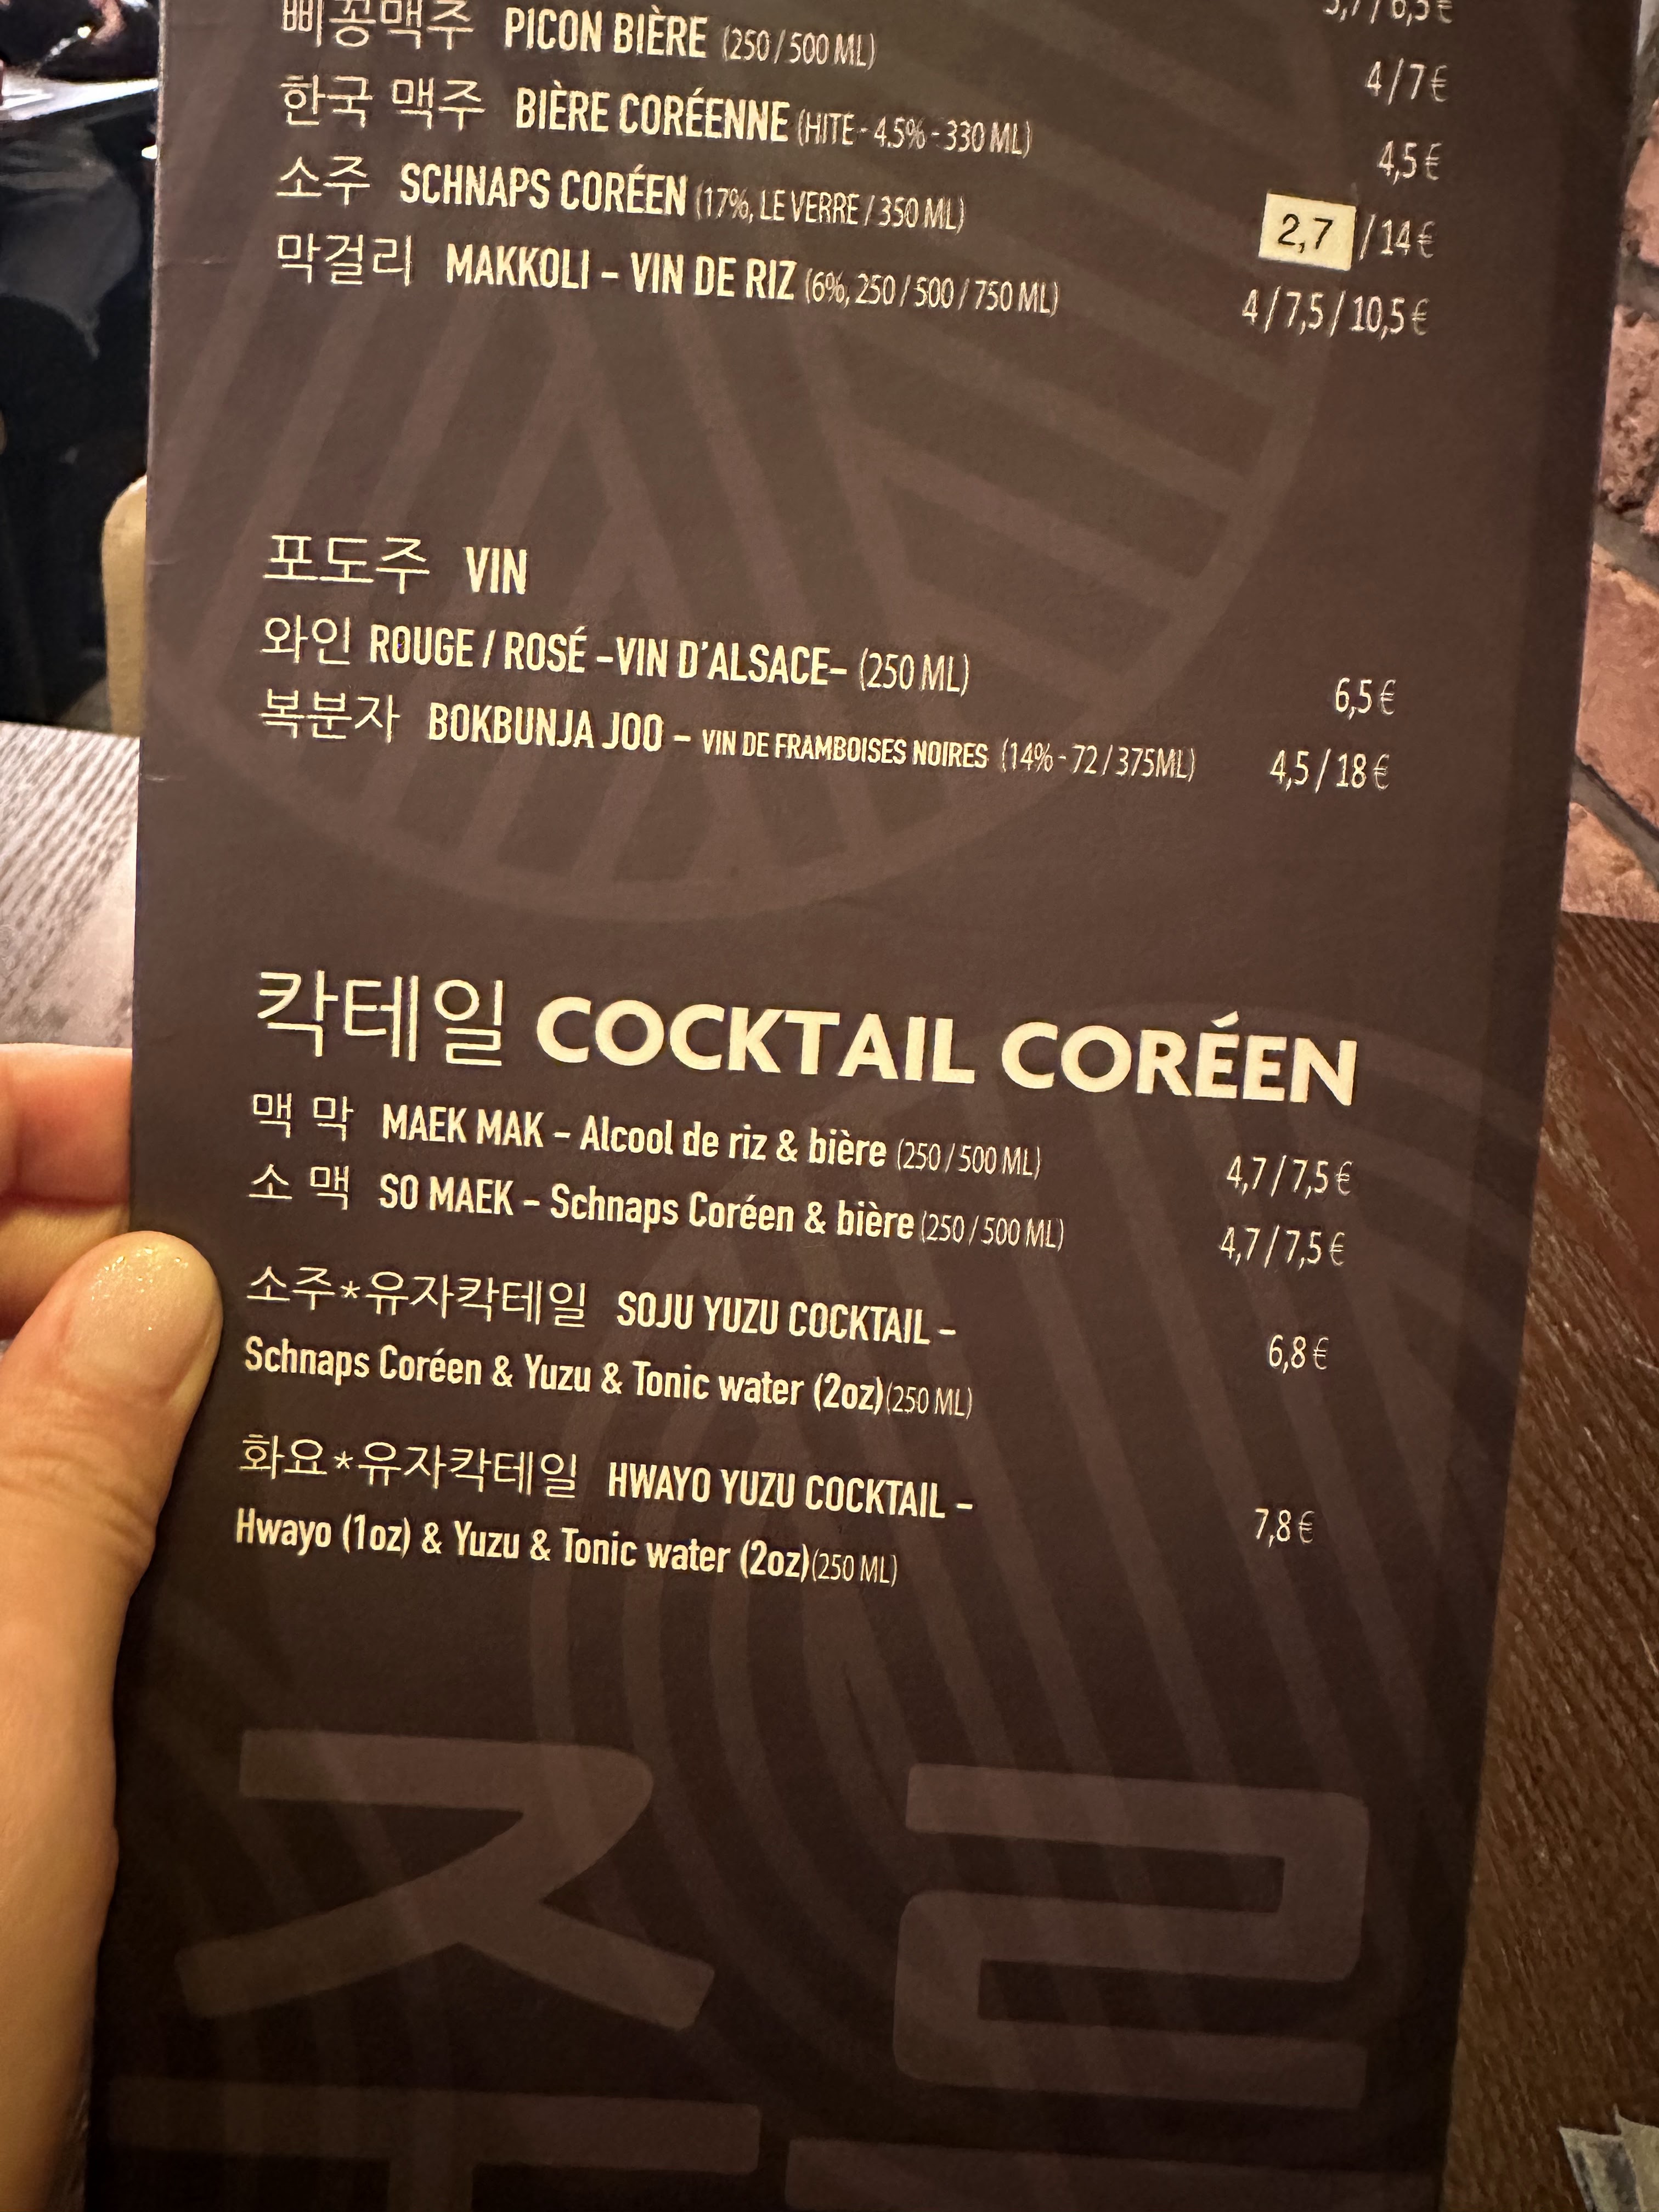 삐꽁맥주 PICON BIÈRE (250/500 ML) 4/7€
한국 맥주 BIÈRE CORÉENNE (HITE - 4.5% - 330 ML) 4,5€
소주 SCHNAPS CORÉEN (17%, LE VERRE / 350 ML) 2,7 /14€
막걸리 MAKKOLI – VIN DE RIZ (6%, 250 / 500 / 750 ML) 4/7,5/10,5€
포도주 VIN
와인 ROUGE / ROSÉ –VIN D'ALSACE– (250 ML) 6,5€
복분자 BOKBUNJA JOO – VIN DE FRAMBOISES NOIRES (14% - 72 / 375ML) 4,5/18€
칵테일 COCKTAIL CORÉEN
맥 막 MAEK MAK – Alcool de riz & bière (250/500 ML) 4,7/7,5€
소 맥 SO MAEK – Schnaps Coréen & bière (250/500 ML) 4,7/7,5€
소주*유자칵테일 SOJU YUZU COCKTAIL –
Schnaps Coréen & Yuzu & Tonic water (2oz)(250 ML) 6,8€
화요*유자칵테일 HWAYO YUZU COCKTAIL –
Hwayo (1oz) & Yuzu & Tonic water (2oz)(250 ML) 7,8€